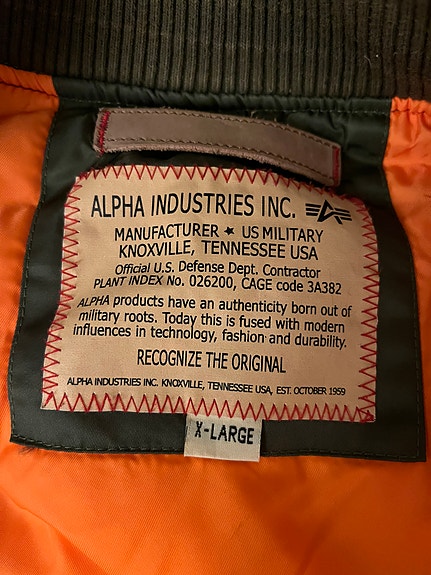 ALPHA INDUSTRIES INC.
MANUFACTURER ★ US MILITARY
KNOXVILLE, TENNESSEE USA
Official U.S. Defense Dept. Contractor
PLANT INDEX No. 026200, CAGE code 3A382
ALPHA products have an authenticity born out of
military roots. Today this is fused with modern
influences in technology, fashion and durability.
RECOGNIZE THE ORIGINAL
ALPHA INDUSTRIES INC. KNOXVILLE, TENNESSEE USA, EST. OCTOBER 1959
X-LARGE